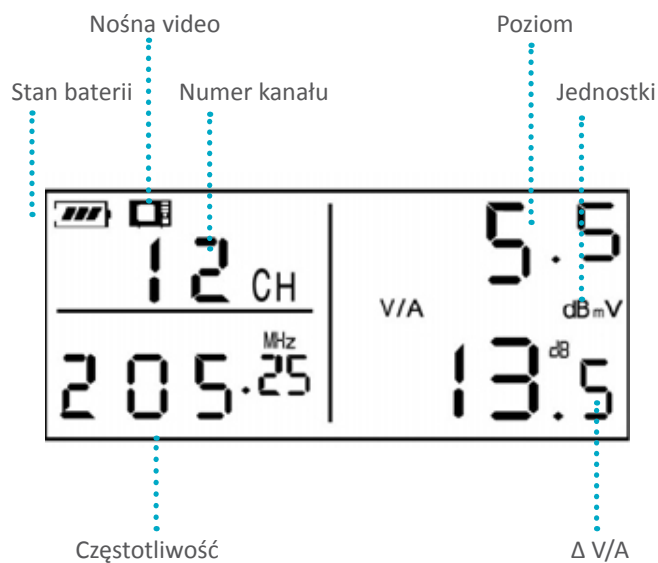 Nośna video
Poziom
Stan baterii
Numer kanału
Jednostki
5.5
12 CH
V/A
dBmV
MHz
dB
205.25
13.5
Częstotliwość
Δ V/A